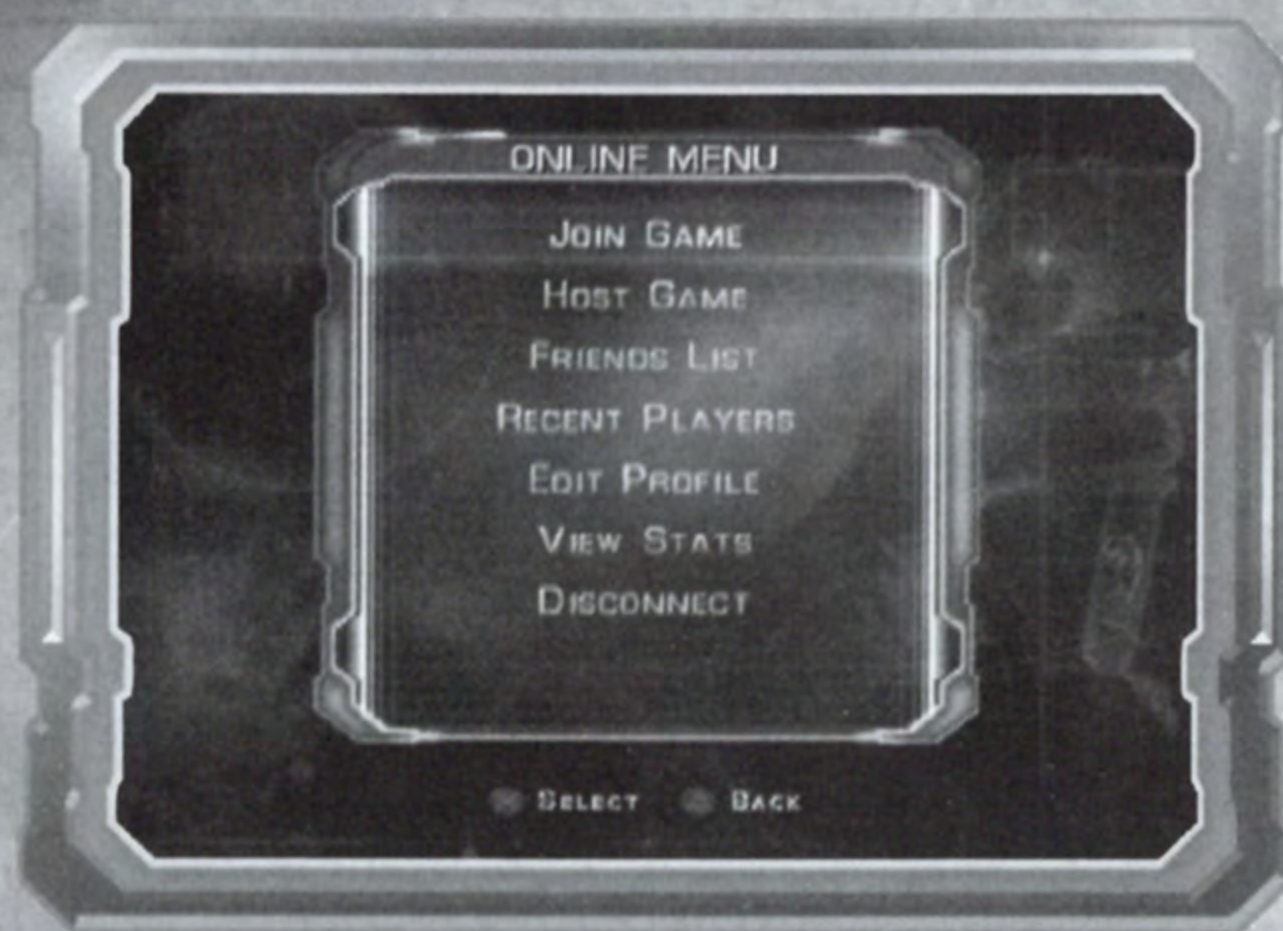 ONLINE MENU
JOIN GAME
HOST GAME
FRIENDS LIST
RECENT PLAYERS
EDIT PROFILE
VIEW STATS
DISCONNECT
SELECT BACK